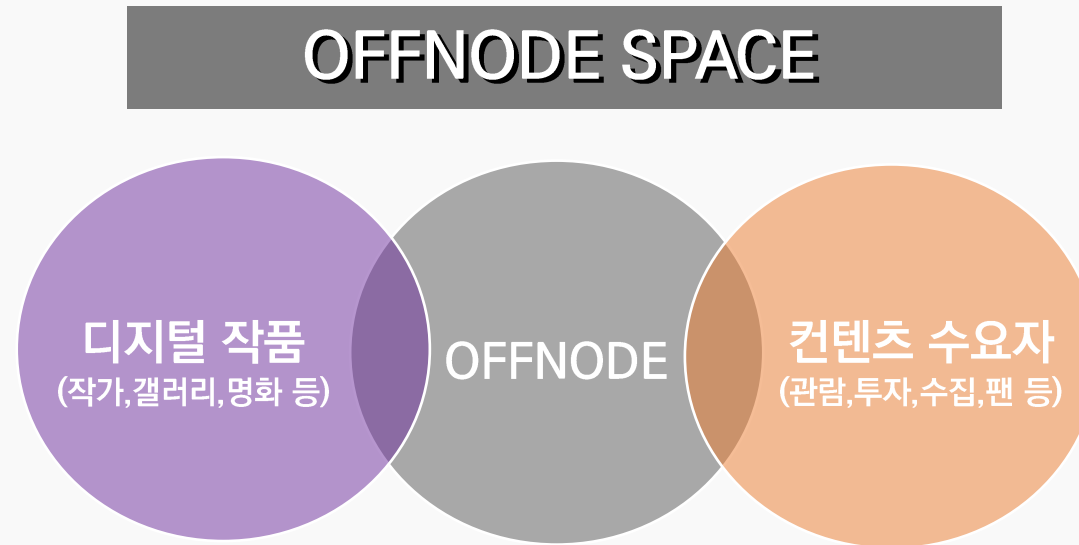 OFFNODE SPACE
디지털 작품
(작가,갤러리,명화 등)
OFFNODE
컨텐츠 수요자
(관람,투자,수집,팬 등)